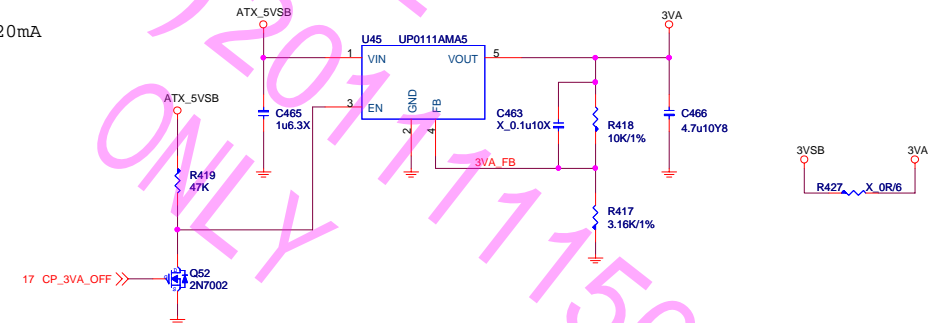 20mA
ATX_5VSB
3VA
U45 UP0111AMA5
1 VIN VOUT 5
3 EN
GND FB
2 4
C465
1u6.3X
C463
X_0.1u10X
R418
10K/1%
C466
4.7u10Y8
ATX_5VSB
3VA_FB
3VSB 3VA
R427 X_0R/6
R419
47K
R417
3.16K/1%
17 CP_3VA_OFF
Q52
2N7002
ONLY